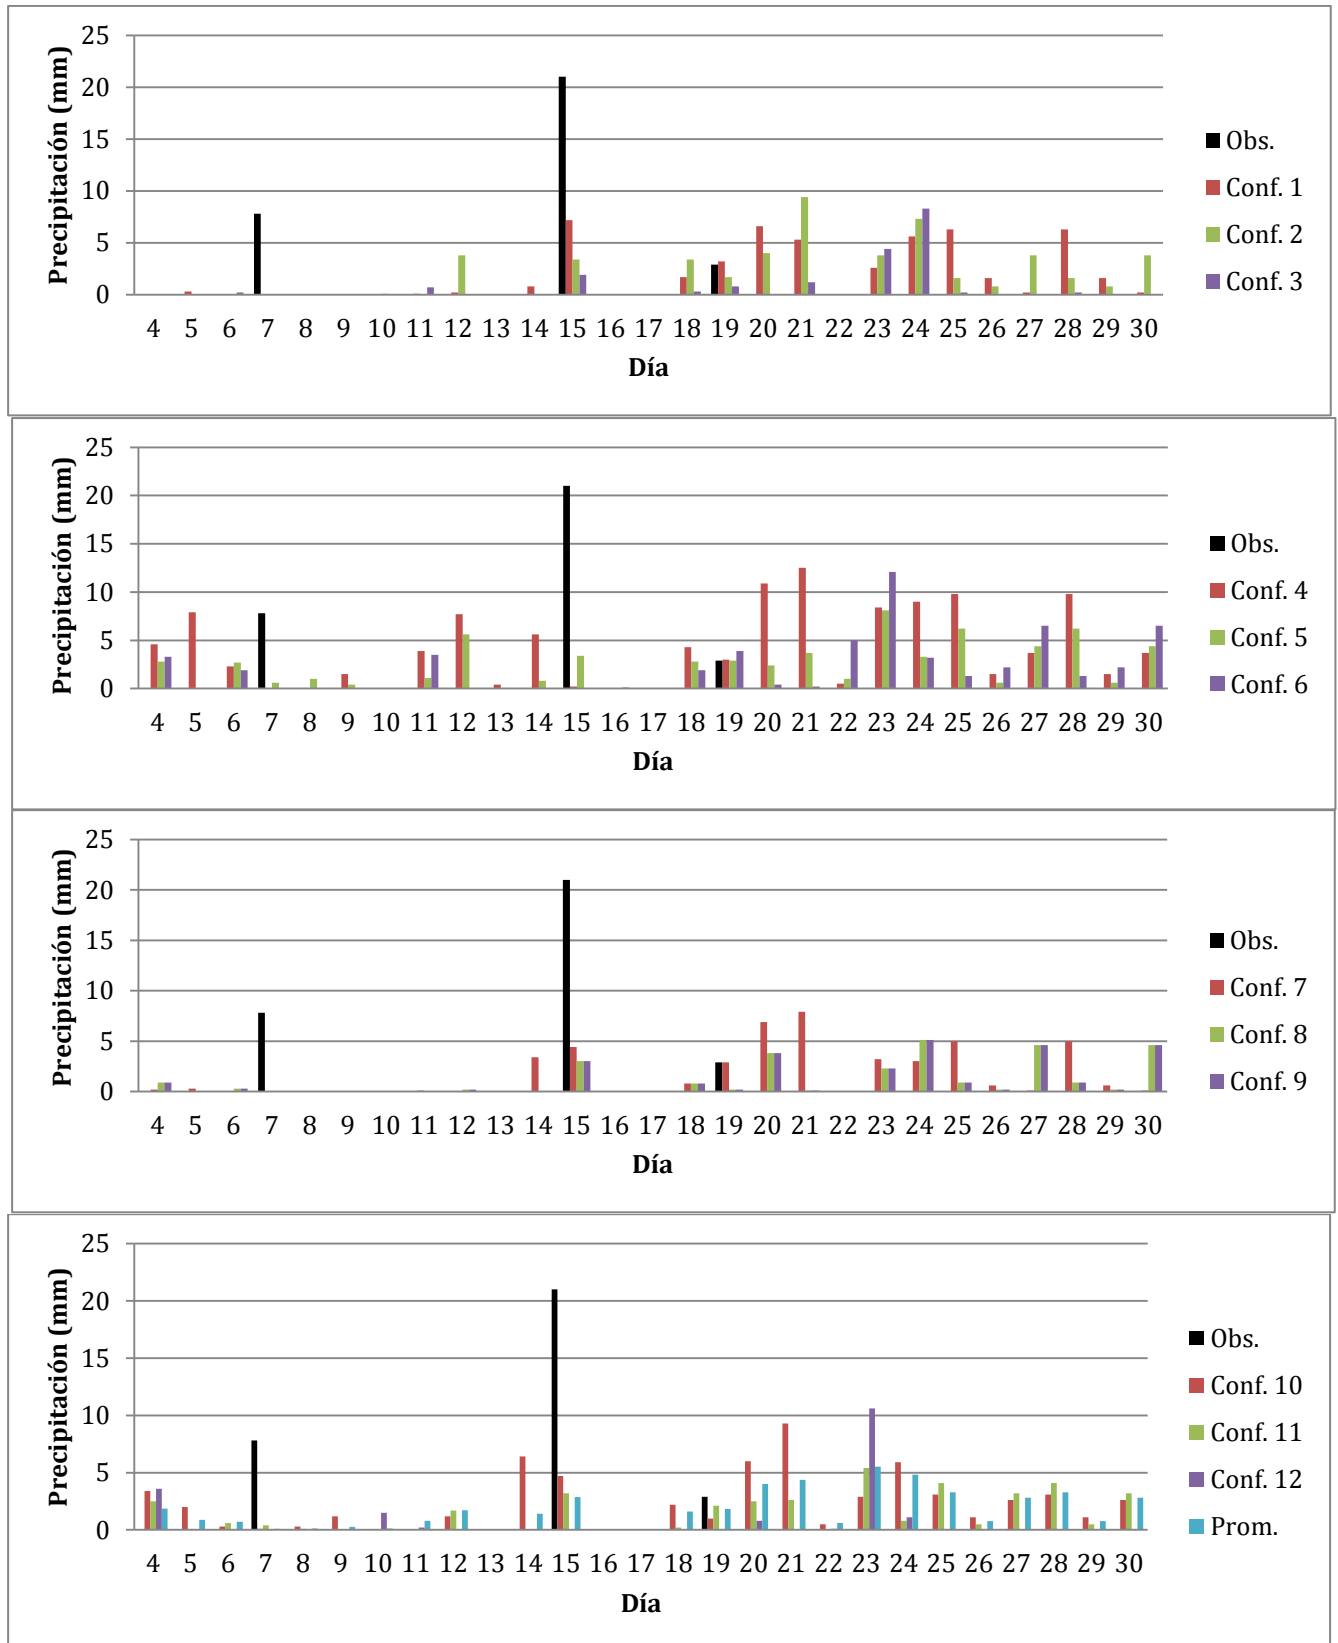 Precipitación (mm)
25
20
15
10
5
0
4 5 6 7 8 9 10 11 12 13 14 15 16 17 18 19 20 21 22 23 24 25 26 27 28 29 30
Día
Obs.
Conf. 1
Conf. 2
Conf. 3
Precipitación (mm)
25
20
15
10
5
0
4 5 6 7 8 9 10 11 12 13 14 15 16 17 18 19 20 21 22 23 24 25 26 27 28 29 30
Día
Obs.
Conf. 4
Conf. 5
Conf. 6
Precipitación (mm)
25
20
15
10
5
0
4 5 6 7 8 9 10 11 12 13 14 15 16 17 18 19 20 21 22 23 24 25 26 27 28 29 30
Día
Obs.
Conf. 7
Conf. 8
Conf. 9
Precipitación (mm)
25
20
15
10
5
0
4 5 6 7 8 9 10 11 12 13 14 15 16 17 18 19 20 21 22 23 24 25 26 27 28 29 30
Día
Obs.
Conf. 10
Conf. 11
Conf. 12
Prom.